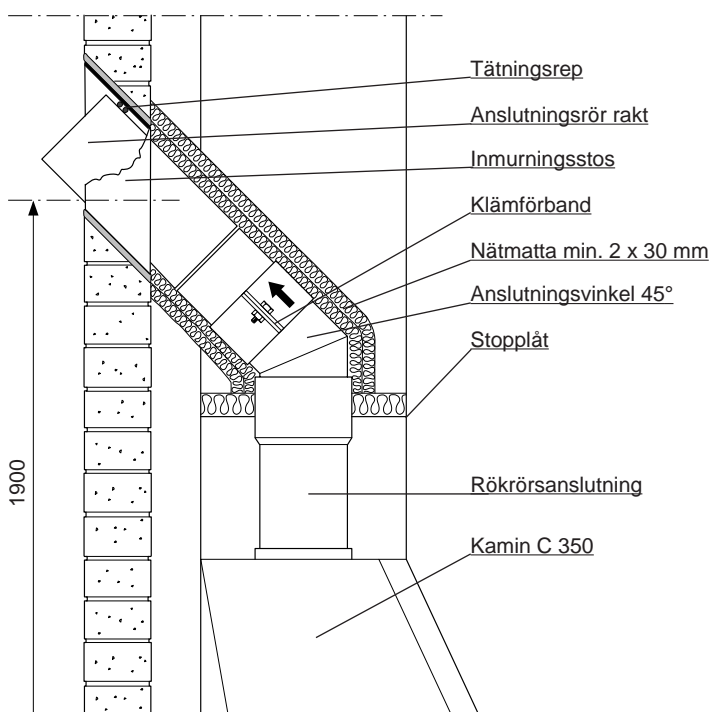 Tätningsrep
Anslutningsrör rakt
Inmurningsstos
Klämförband
Nätmatta min. 2 x 30 mm
Anslutningsvinkel 45°
Stopplåt
1900
Rökrörsanslutning
Kamin C 350